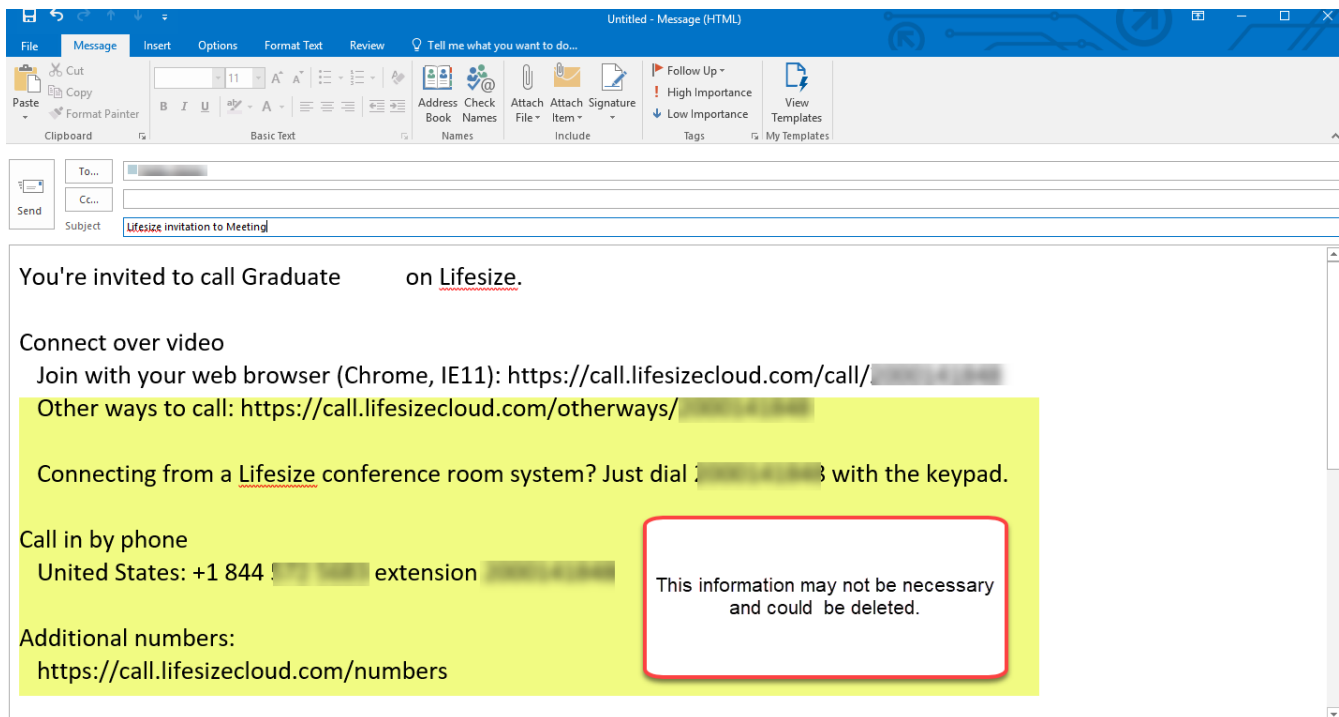 Untitled - Message (HTML)
File Message Insert Options Format Text Review Tell me what you want to do...
Cut
Copy
Format Painter
Paste
Clipboard
11
B I U
Basic Text
Address Book
Check Names
Names
Attach File
Attach Item
Signature
Include
Follow Up
High Importance
Low Importance
Tags
View Templates
My Templates
Send
To...
Cc...
Subject Lifesize invitation to Meeting
You're invited to call Graduate on Lifesize.
Connect over video
Join with your web browser (Chrome, IE11): https://call.lifesizecloud.com/call/
Other ways to call: https://call.lifesizecloud.com/otherways/
Connecting from a Lifesize conference room system? Just dial with the keypad.
Call in by phone
United States: +1 844 extension
Additional numbers:
https://call.lifesizecloud.com/numbers
This information may not be necessary
and could be deleted.